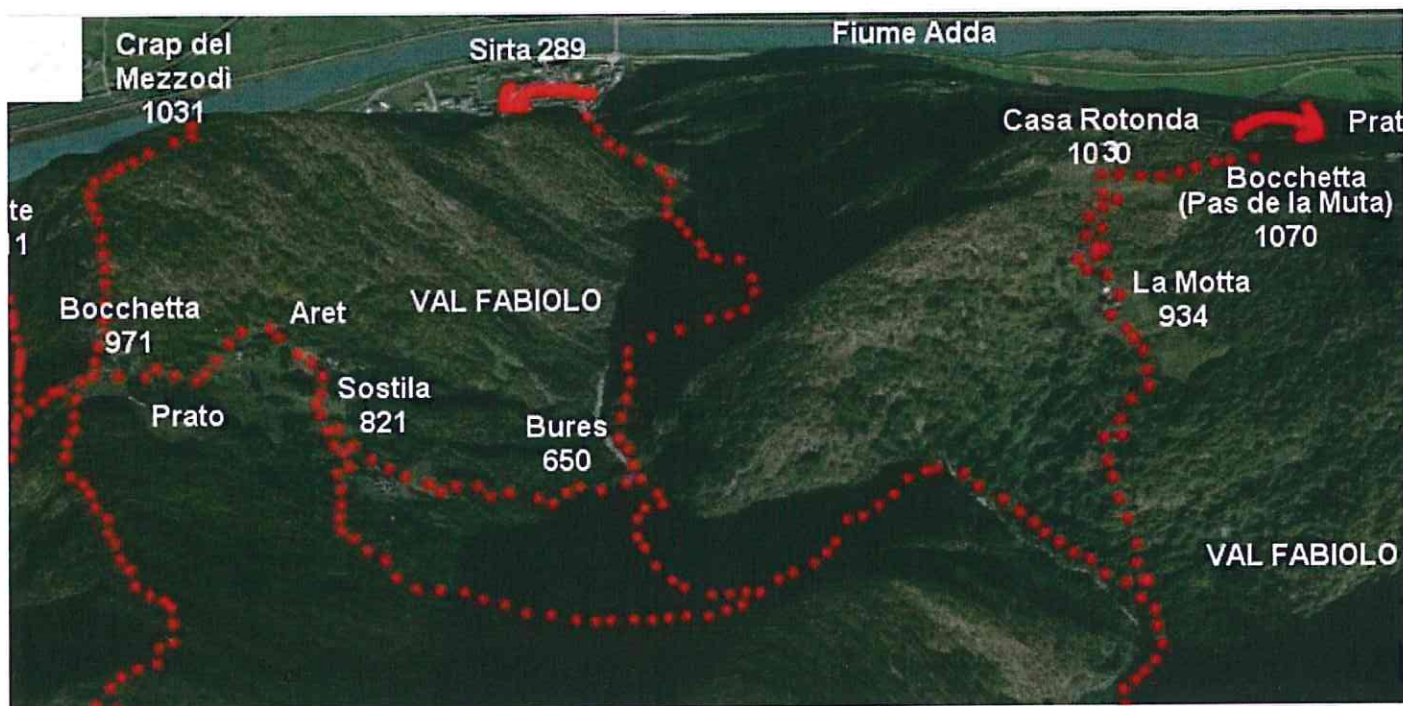 Crap del
Mezzodì
1031
Sirta 289
Fiume Adda
Casa Rotonda
1030
Prat
Bocchetta
(Pas de la Muta)
1070
te
11
Bocchetta
971
Aret
VAL FABIOLO
La Motta
934
Prato
Sostila
821
Bures
650
VAL FABIOLO